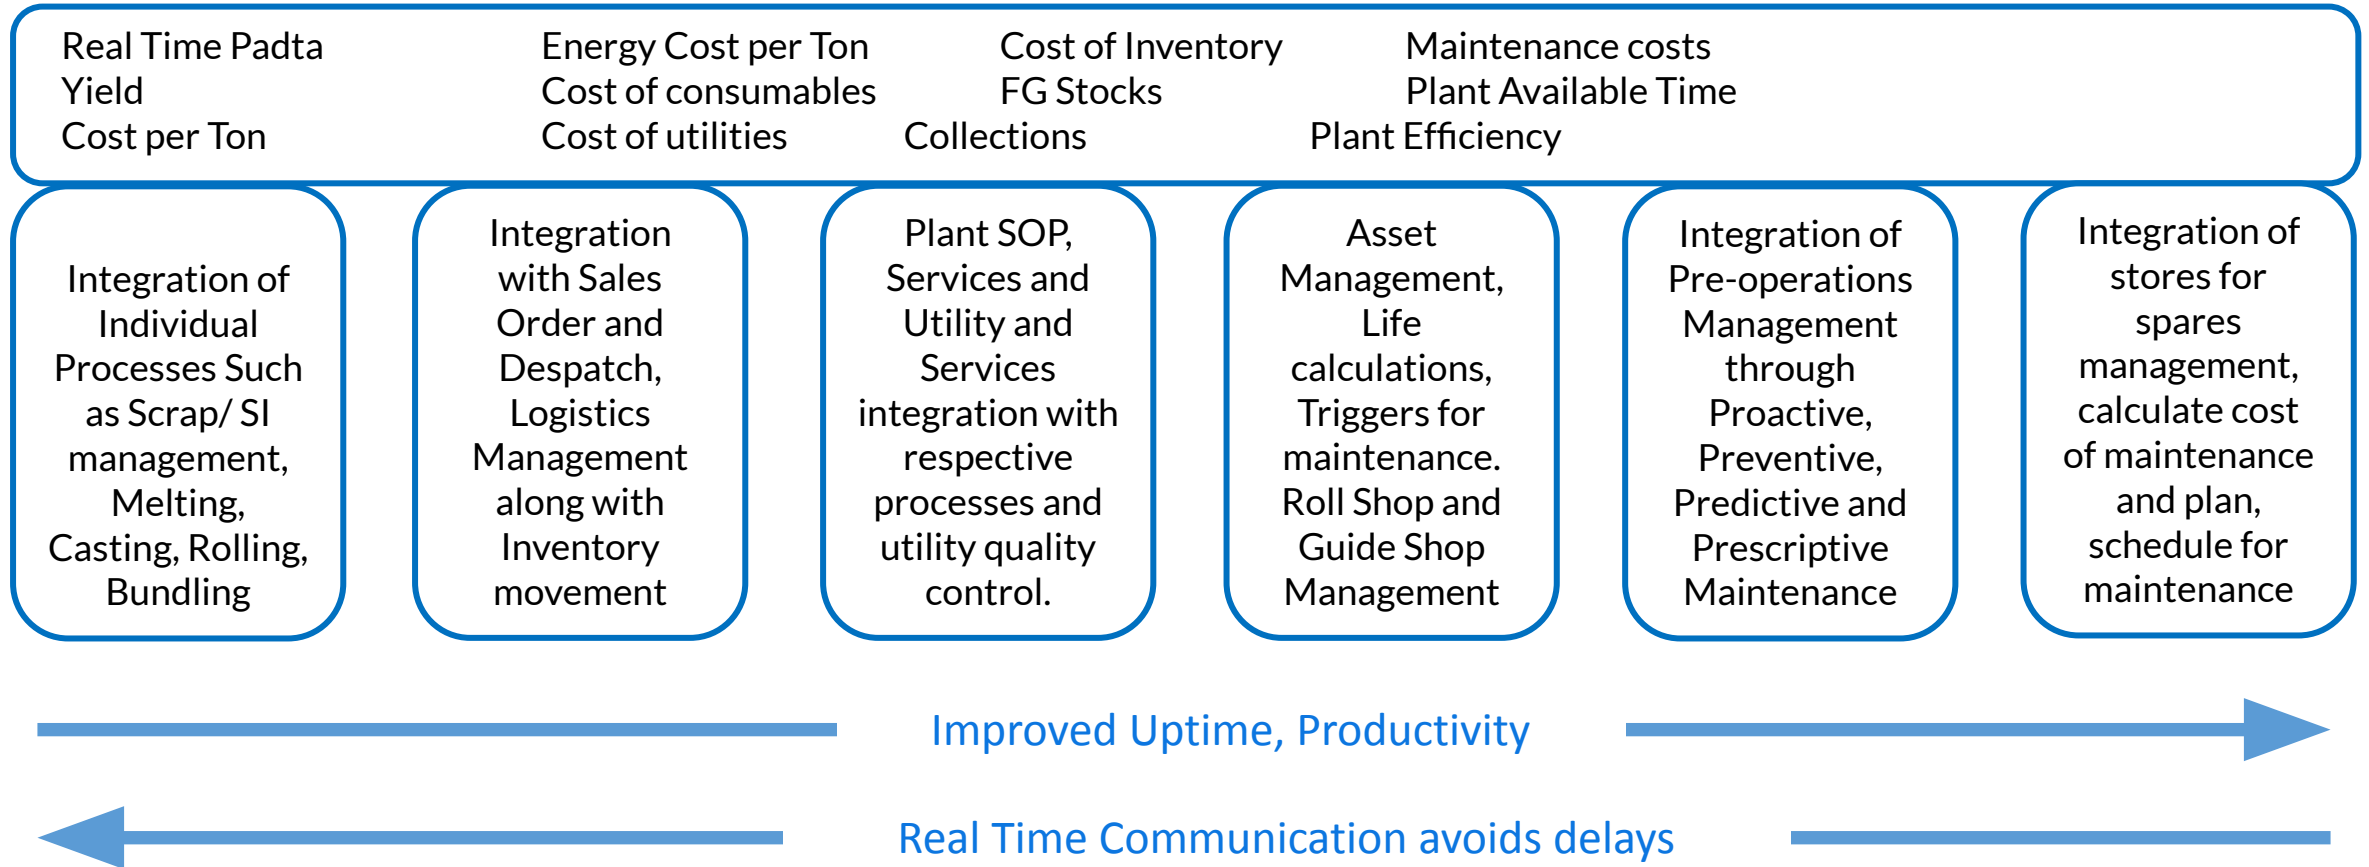 Real Time Padta Energy Cost per Ton Cost of Inventory Maintenance costs
Yield Cost of consumables FG Stocks Plant Available Time
Cost per Ton Cost of utilities Collections Plant Efficiency
Integration of
Individual
Processes Such
as Scrap/ SI
management,
Melting,
Casting, Rolling,
Bundling
Integration
with Sales
Order and
Despatch,
Logistics
Management
along with
Inventory
movement
Plant SOP,
Services and
Utility and
Services
integration with
respective
processes and
utility quality
control.
Asset
Management,
Life
calculations,
Triggers for
maintenance.
Roll Shop and
Guide Shop
Management
Integration of
Pre-operations
Management
through
Proactive,
Preventive,
Predictive and
Prescriptive
Maintenance
Integration of
stores for
spares
management,
calculate cost
of maintenance
and plan,
schedule for
maintenance
Improved Uptime, Productivity
Real Time Communication avoids delays